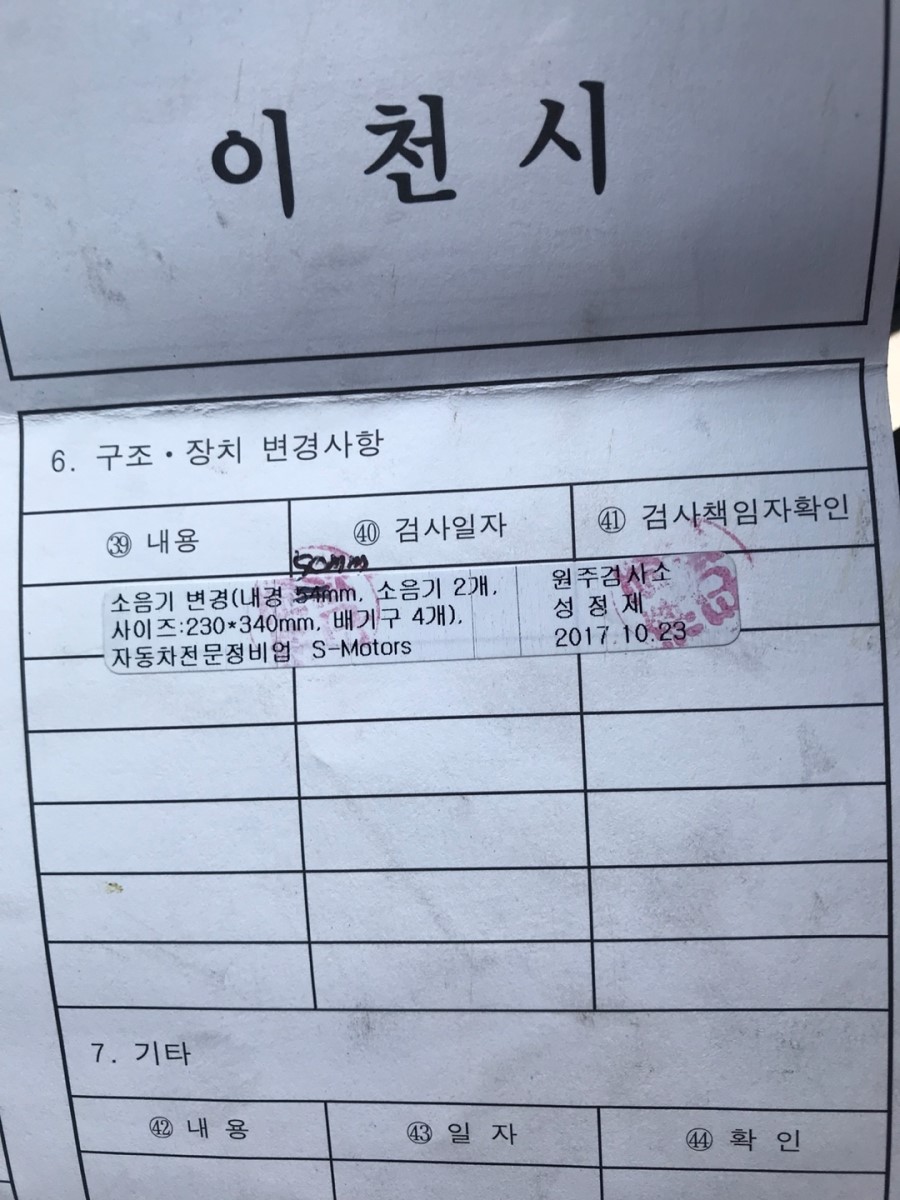 이천시
6. 구조·장치 변경사항
㊴ 내용
㊵ 검사일자
㊶ 검사책임자확인
50mm
소음기 변경(내경 54mm, 소음기 2개, 원주검사소
사이즈:230*340mm, 배기구 4개), 성정제
자동차전문정비업 S-Motors 2017.10.23
7. 기타
㊷ 내용
㊸ 일자
㊹ 확인